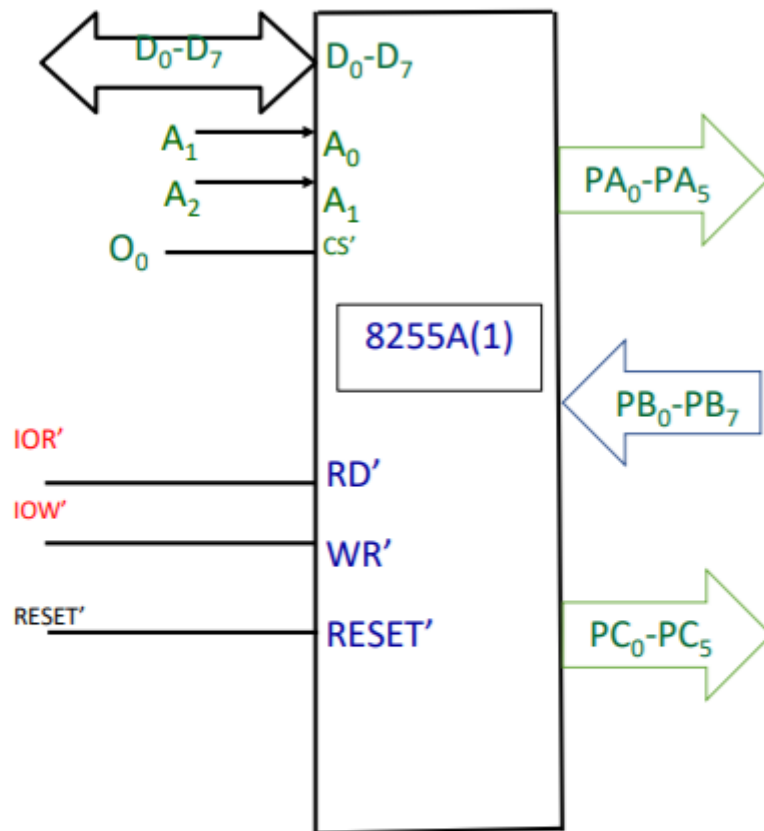 D₀-D₇ D₀-D₇
A₁ A₀
A₂ A₁
O₀ CS’
PA₀-PA₅
8255A(1)
PB₀-PB₇
IOR’ RD’
IOW’ WR’
RESET’ RESET’
PC₀-PC₅